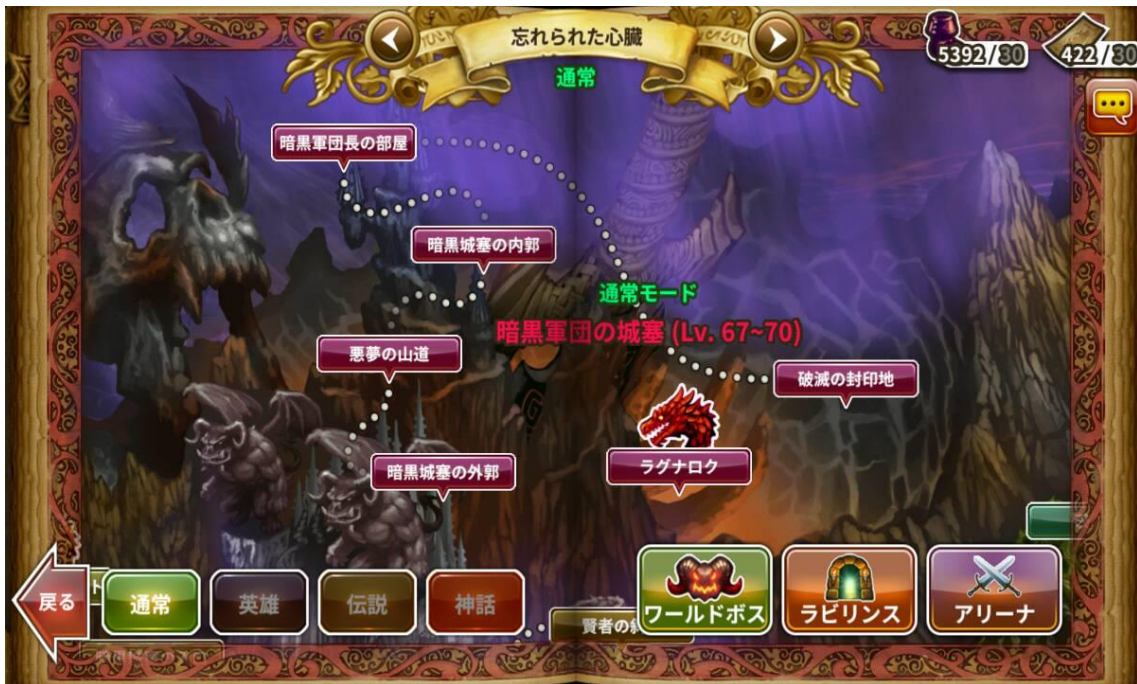 忘れられた心臓
通常
5392/30
422/30
暗黒軍団長の部屋
暗黒城塞の内郭
通常モード
暗黒軍団の城塞 (Lv. 67~70)
悪夢の山道
破滅の封印地
暗黒城塞の外郭
ラグナロク
戻る
通常
英雄
伝説
神話
賢者の
ワールドボス
ラビリンス
アリーナ